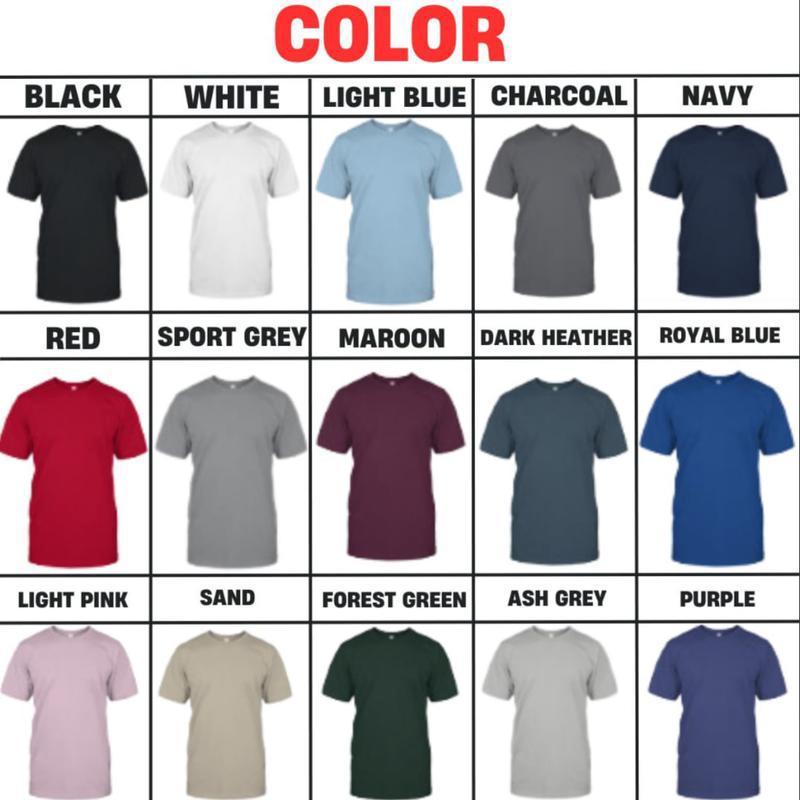 COLOR
BLACK WHITE LIGHT BLUE CHARCOAL NAVY
RED SPORT GREY MAROON DARK HEATHER ROYAL BLUE
LIGHT PINK SAND FOREST GREEN ASH GREY PURPLE